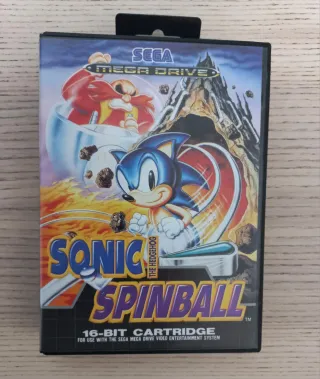 SEGA
MEGA DRIVE
SONIC
THE HEDGEHOG
SPINBALL
TM
16-BIT CARTRIDGE
FOR USE WITH THE SEGA MEGA DRIVE VIDEO ENTERTAINMENT SYSTEM